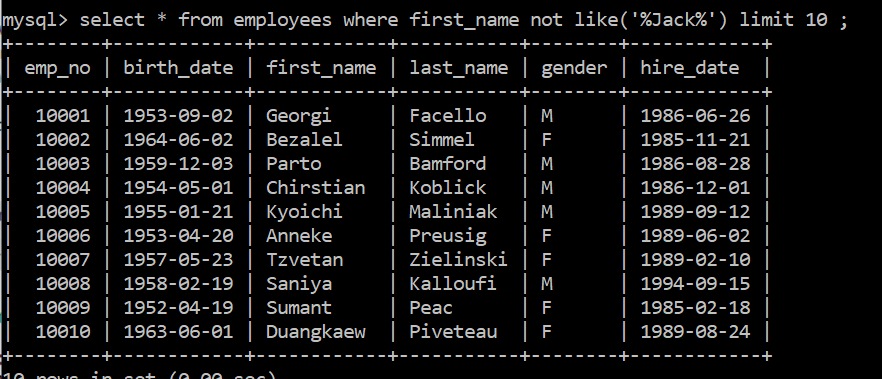 mysql> select * from employees where first_name not like('%Jack%') limit 10 ;
+--------+------------+------------+-----------+--------+------------+
| emp_no | birth_date | first_name | last_name | gender | hire_date  |
+--------+------------+------------+-----------+--------+------------+
|  10001 | 1953-09-02 | Georgi     | Facello   | M      | 1986-06-26 |
|  10002 | 1964-06-02 | Bezalel    | Simmel    | F      | 1985-11-21 |
|  10003 | 1959-12-03 | Parto      | Bamford   | M      | 1986-08-28 |
|  10004 | 1954-05-01 | Chirstian  | Koblick   | M      | 1986-12-01 |
|  10005 | 1955-01-21 | Kyoichi    | Maliniak  | M      | 1989-09-12 |
|  10006 | 1953-04-20 | Anneke     | Preusig   | F      | 1989-06-02 |
|  10007 | 1957-05-23 | Tzvetan    | Zielinski | F      | 1989-02-10 |
|  10008 | 1958-02-19 | Saniya     | Kalloufi  | M      | 1994-09-15 |
|  10009 | 1952-04-19 | Sumant     | Peac      | F      | 1985-02-18 |
|  10010 | 1963-06-01 | Duangkaew  | Piveteau  | F      | 1989-08-24 |
+--------+------------+------------+-----------+--------+------------+
10 rows in set (0.00 sec)